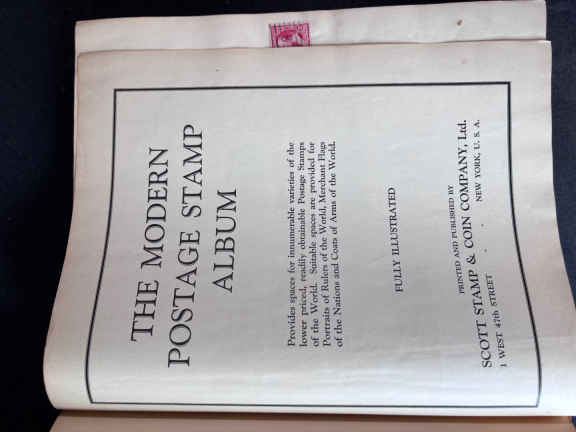 THE MODERN
POSTAGE STAMP
ALBUM
Provides spaces for innumerable varieties of the
lower priced, readily obtainable Postage Stamps
of the World. Suitable spaces are provided for
Portraits of Rulers of the World, Merchant Flags
of the Nations and Coats of Arms of the World.
FULLY ILLUSTRATED
PRINTED AND PUBLISHED BY
SCOTT STAMP & COIN COMPANY, Ltd.
1 WEST 47th STREET . . NEW YORK, U. S. A.